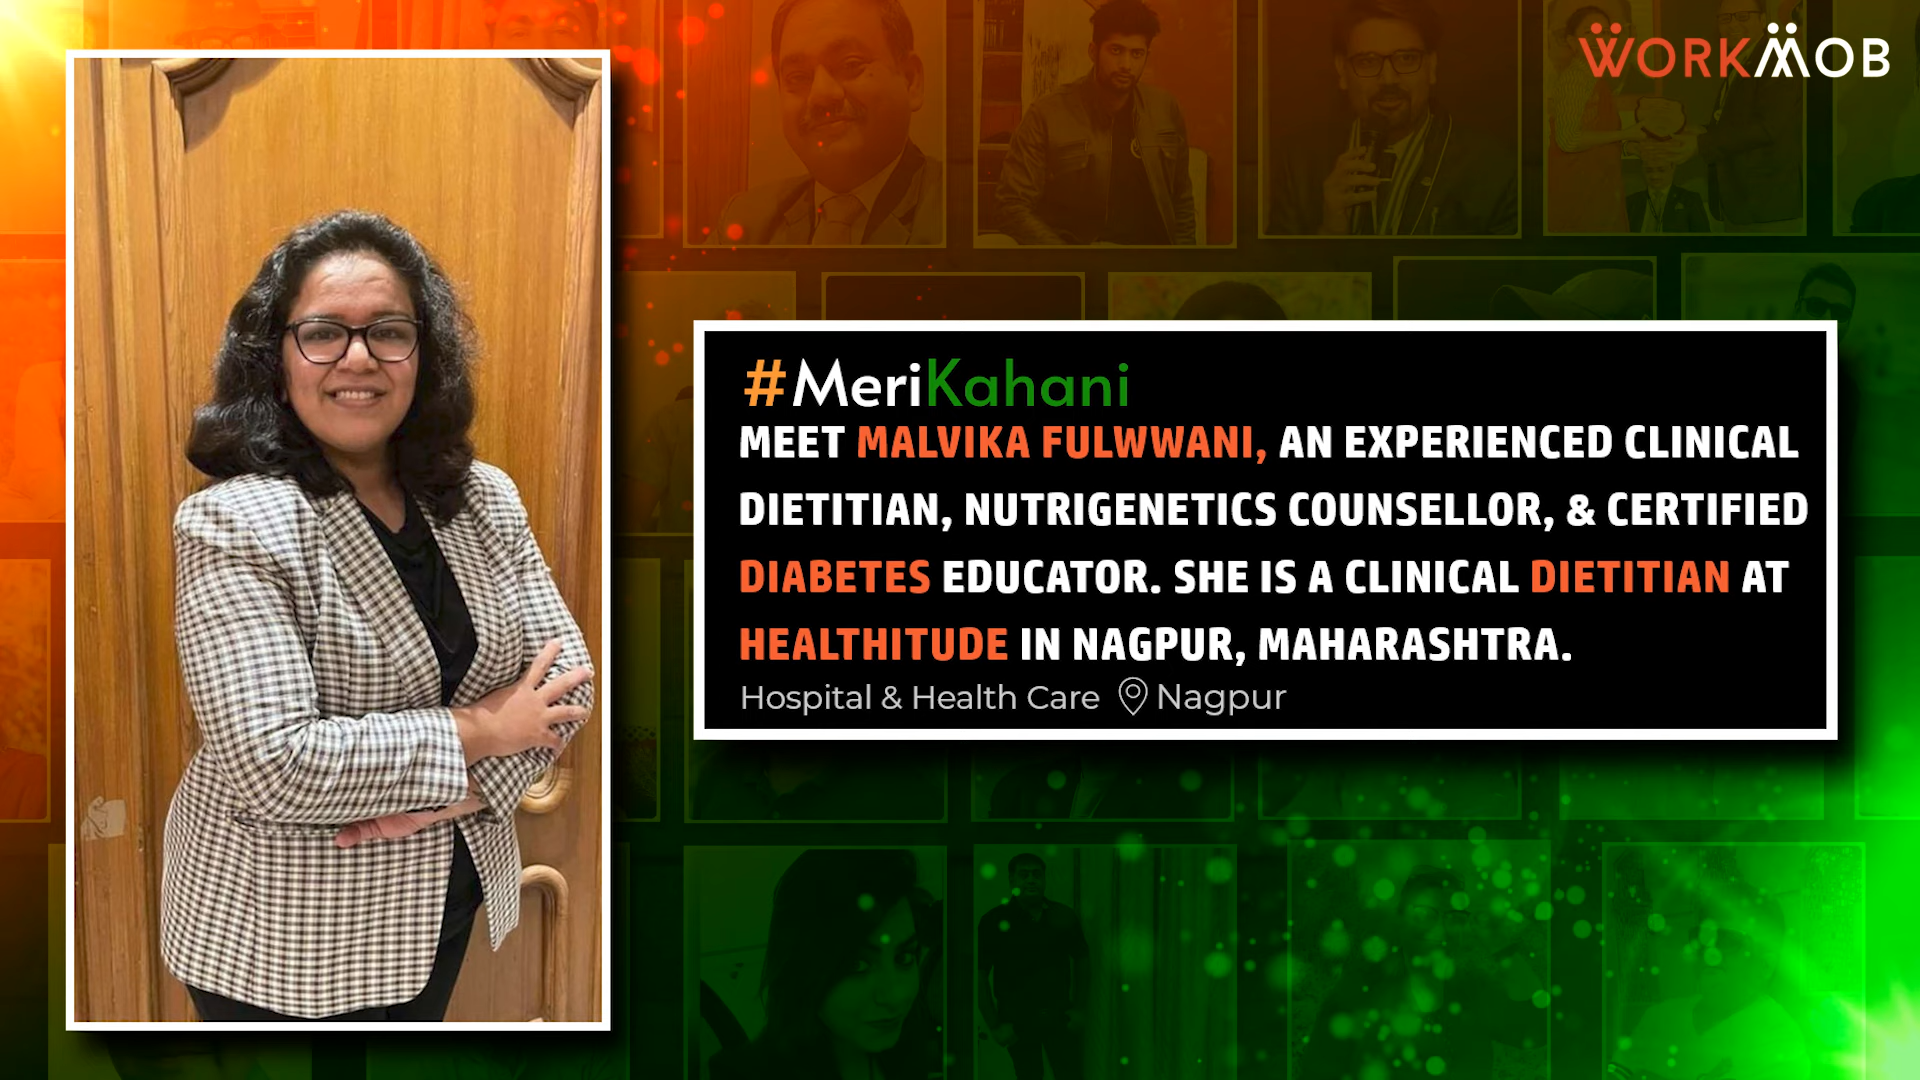 WORKMOB
#MeriKahani
MEET MALVIKA FULWWANI, AN EXPERIENCED CLINICAL
DIETITIAN, NUTRIGENETICS COUNSELLOR, & CERTIFIED
DIABETES EDUCATOR. SHE IS A CLINICAL DIETITIAN AT
HEALTHITUDE IN NAGPUR, MAHARASHTRA.
Hospital & Health Care Nagpur